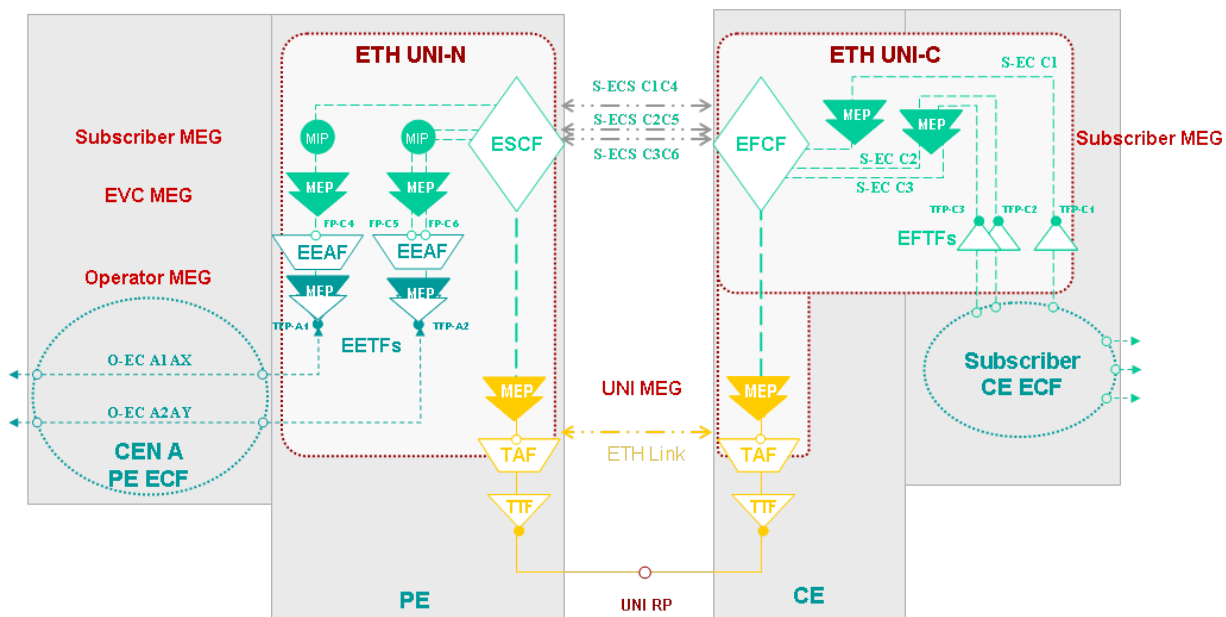 ETH UNI-N
ETH UNI-C
S-EC C1
S-ECS C1C4
S-ECS C2C5
S-ECS C3C6
Subscriber MEG
MIP
MIP
ESCF
EFCF
MEP
MEP
Subscriber MEG
S-EC C2
S-EC C3
EVC MEG
MEP
MEP
FP-C4
FP-C5
FP-C6
TFP-C3
TFP-C2
TFP-C1
EEAF
EEAF
EFTFs
Operator MEG
MEP
MEP
TFP-A1
TFP-A2
EETFs
O-EC A1AX
Subscriber
CE ECF
MEP
UNI MEG
MEP
O-EC A2AY
CEN A
PE ECF
TAF
ETH Link
TAF
TTF
TTF
PE
UNI RP
CE